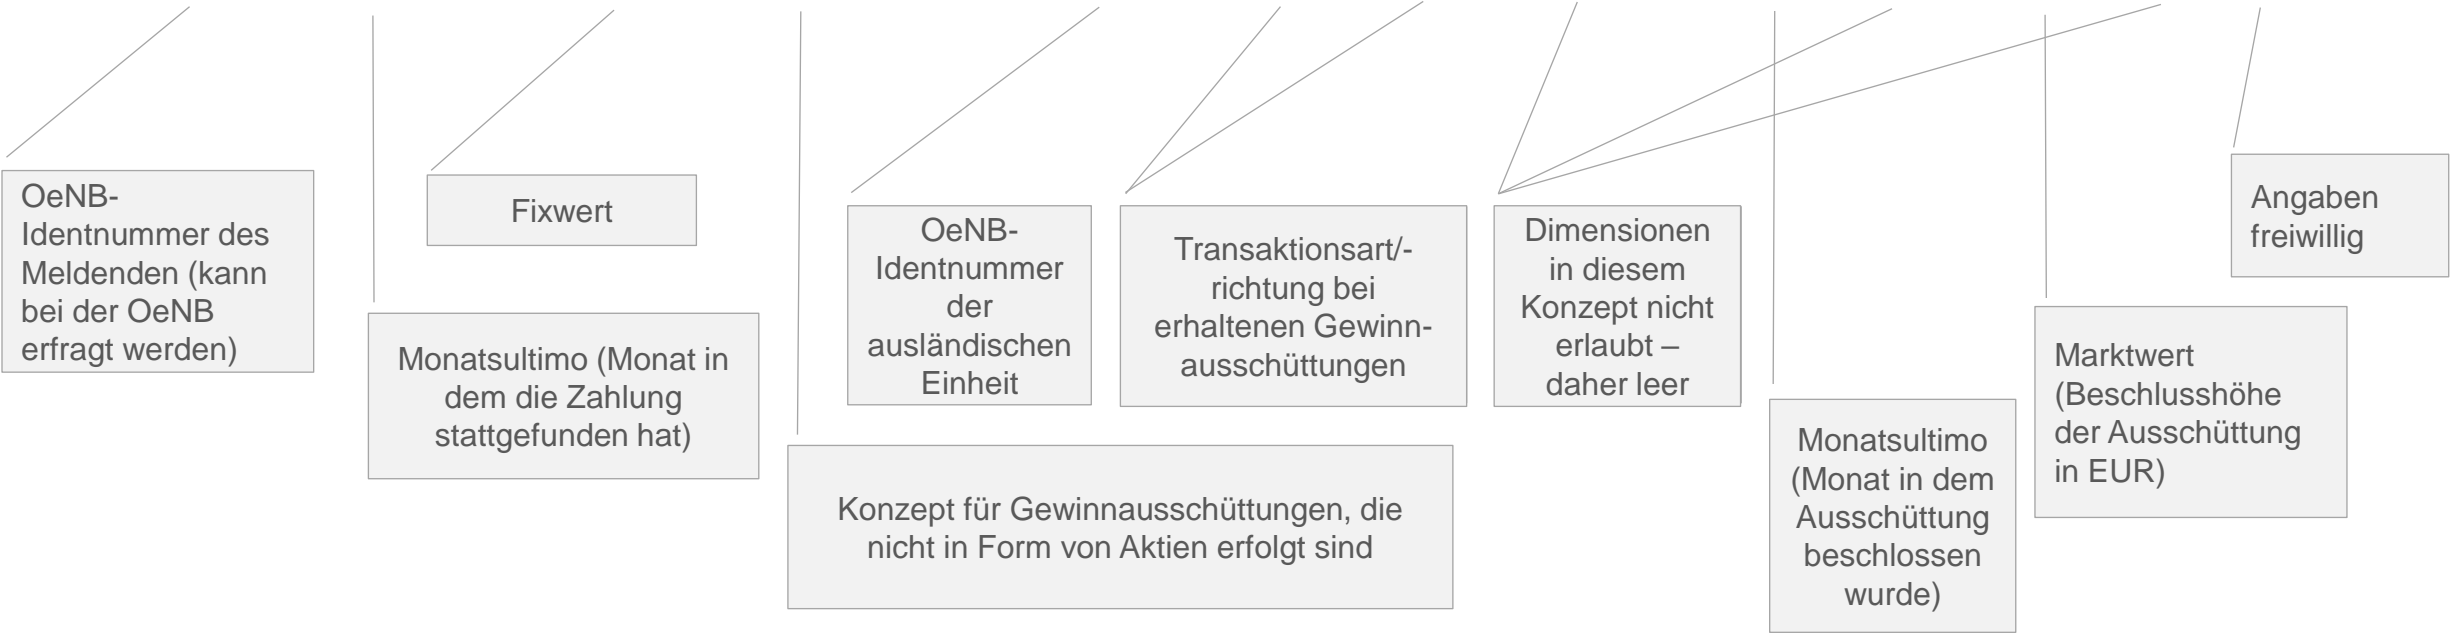 OeNB-
Identnummer des
Meldenden (kann
bei der OeNB
erfragt werden)
Monatsultimo (Monat in
dem die Zahlung
stattgefunden hat)
Fixwert
Konzept für Gewinnausschüttungen, die
nicht in Form von Aktien erfolgt sind
OeNB-
Identnummer
der
ausländischen
Einheit
Transaktionsart/-
richtung bei
erhaltenen Gewinn-
ausschüttungen
Dimensionen
in diesem
Konzept nicht
erlaubt –
daher leer
Monatsultimo
(Monat in dem
Ausschüttung
beschlossen
wurde)
Marktwert
(Beschlusshöhe
der Ausschüttung
in EUR)
Angaben
freiwillig